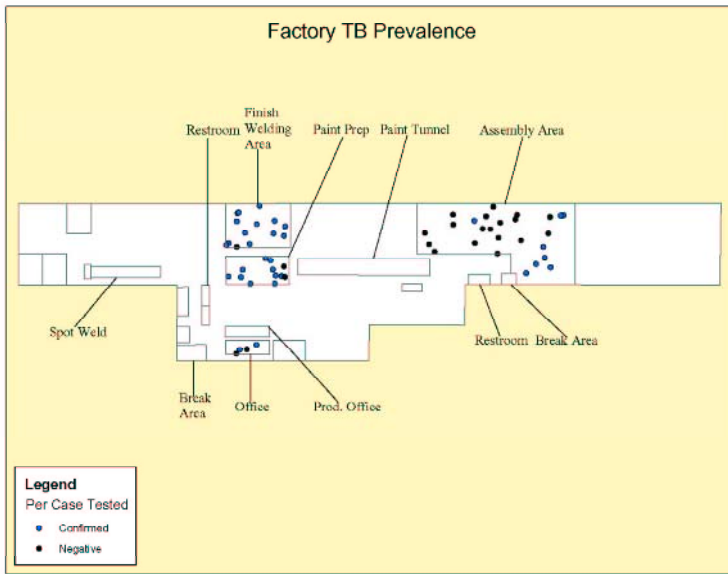 Factory TB Prevalence
Restroom
Finish
Welding
Area
Paint Prep
Paint Tunnel
Assembly Area
Spot Weld
Break
Area
Office
Prod. Office
Restroom
Break Area
Legend
Per Case Tested
Confirmed
Negative